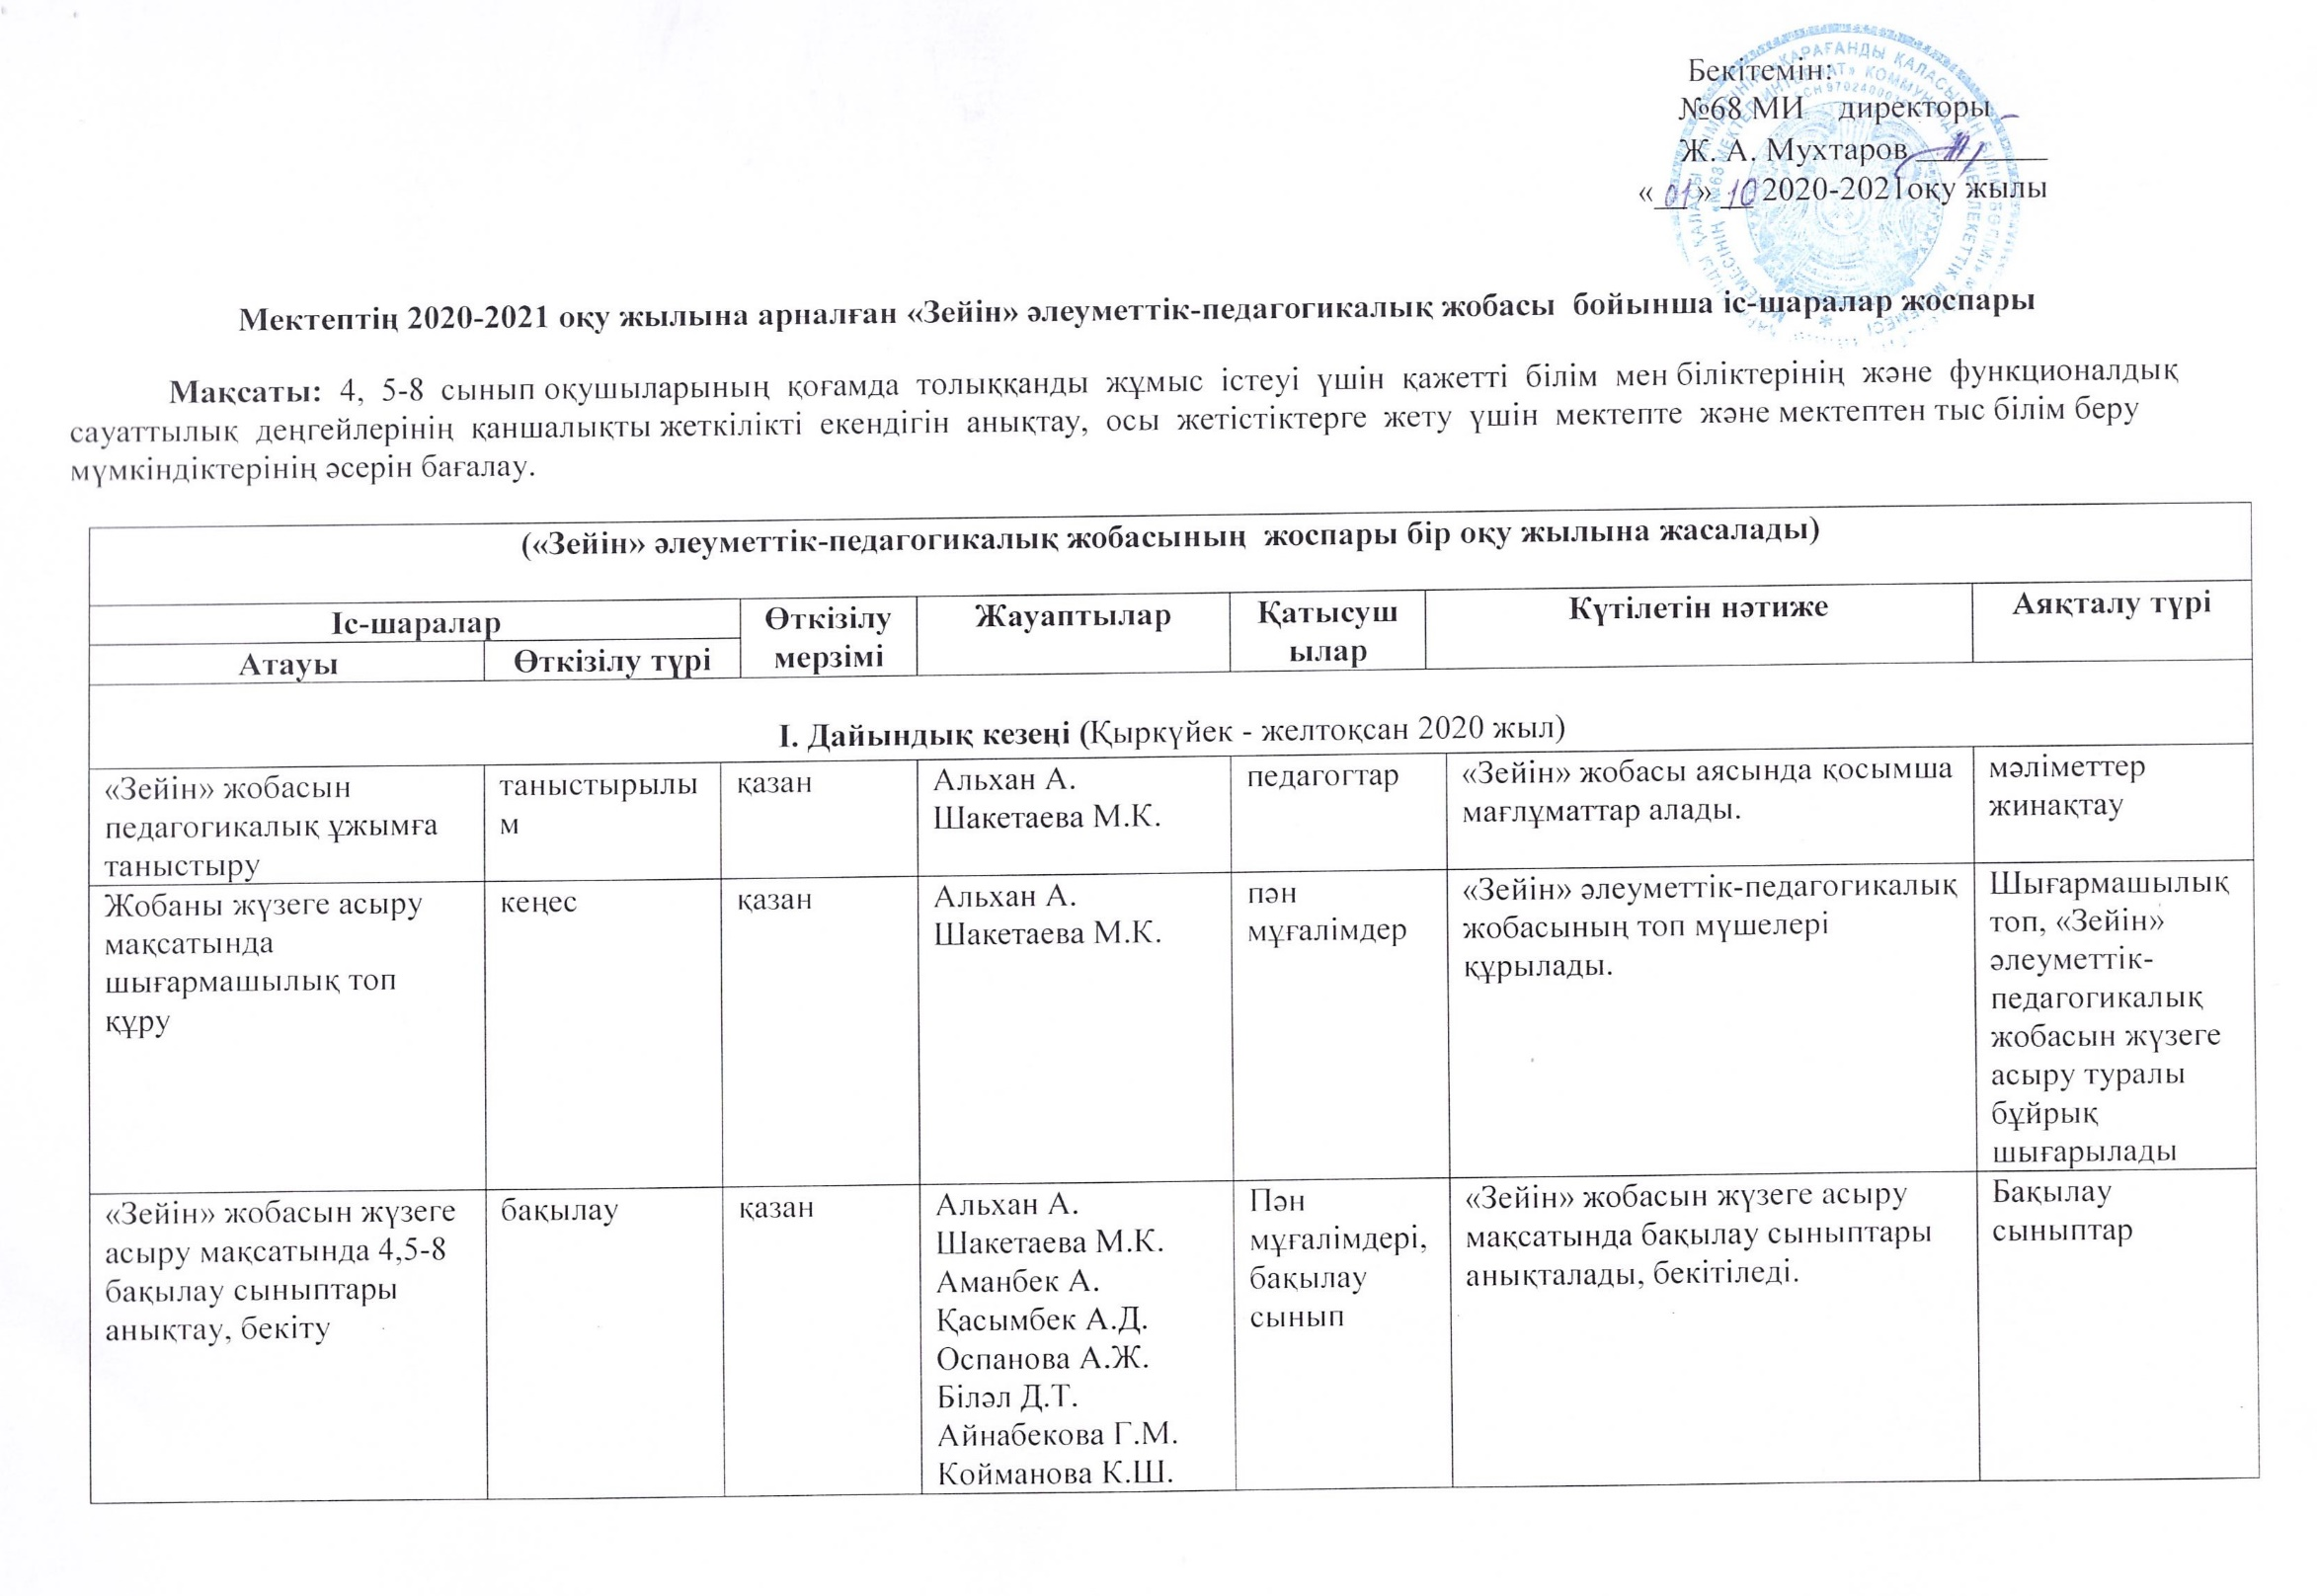 Бекітемін:
№68 МИ директоры
Ж. А. Мухтаров
«01» 10 2020-2021оқу жылы
Мектептің 2020-2021 оқу жылына арналған «Зейін» әлеуметтік-педагогикалық жобасы бойынша іс-шаралар жоспары
Мақсаты: 4, 5-8 сынып оқушыларының қоғамда толыққанды жұмыс істеуі үшін қажетті білім мен біліктерінің және функционалдық
сауаттылық деңгейлерінің қаншалықты жеткілікті екендігін анықтау, осы жетістіктерге жету үшін мектепте және мектептен тыс білім беру
мүмкіндіктерінің әсерін бағалау.
(«Зейін» әлеуметтік-педагогикалық жобасының жоспары бір оқу жылына жасалады)
Іс-шаралар
Атауы
Өткізілу түрі
Өткізілу
мерзімі
Жауаптылар
Қатысуш
ылар
Күтілетін нәтиже
Аяқталу түрі
І. Дайындық кезеңі (Қыркүйек - желтоқсан 2020 жыл)
«Зейін» жобасын
педагогикалық ұжымға
таныстыру
таныстырылы
м
қазан
Альхан А.
Шакетаева М.К.
педагогтар
«Зейін» жобасы аясында қосымша
мағлұматтар алады.
мәліметтер
жинақтау
Жобаны жүзеге асыру
мақсатында
шығармашылық топ
құру
кеңес
қазан
Альхан А.
Шакетаева М.К.
пән
мұғалімдер
«Зейін» әлеуметтік-педагогикалық
жобасының топ мүшелері
құрылады.
Шығармашылық
топ, «Зейін»
әлеуметтік-
педагогикалық
жобасын жүзеге
асыру туралы
бұйрық
шығарылады
«Зейін» жобасын жүзеге
асыру мақсатында 4,5-8
бақылау сыныптары
анықтау, бекіту
бақылау
қазан
Альхан А.
Шакетаева М.К.
Аманбек А.
Қасымбек А.Д.
Оспанова А.Ж.
Біләл Д.Т.
Айнабекова Г.М.
Койманова К.Ш.
Пән
мұғалімдері,
бақылау
сынып
«Зейін» жобасын жүзеге асыру
мақсатында бақылау сыныптары
анықталады, бекітіледі.
Бақылау
сыныптар